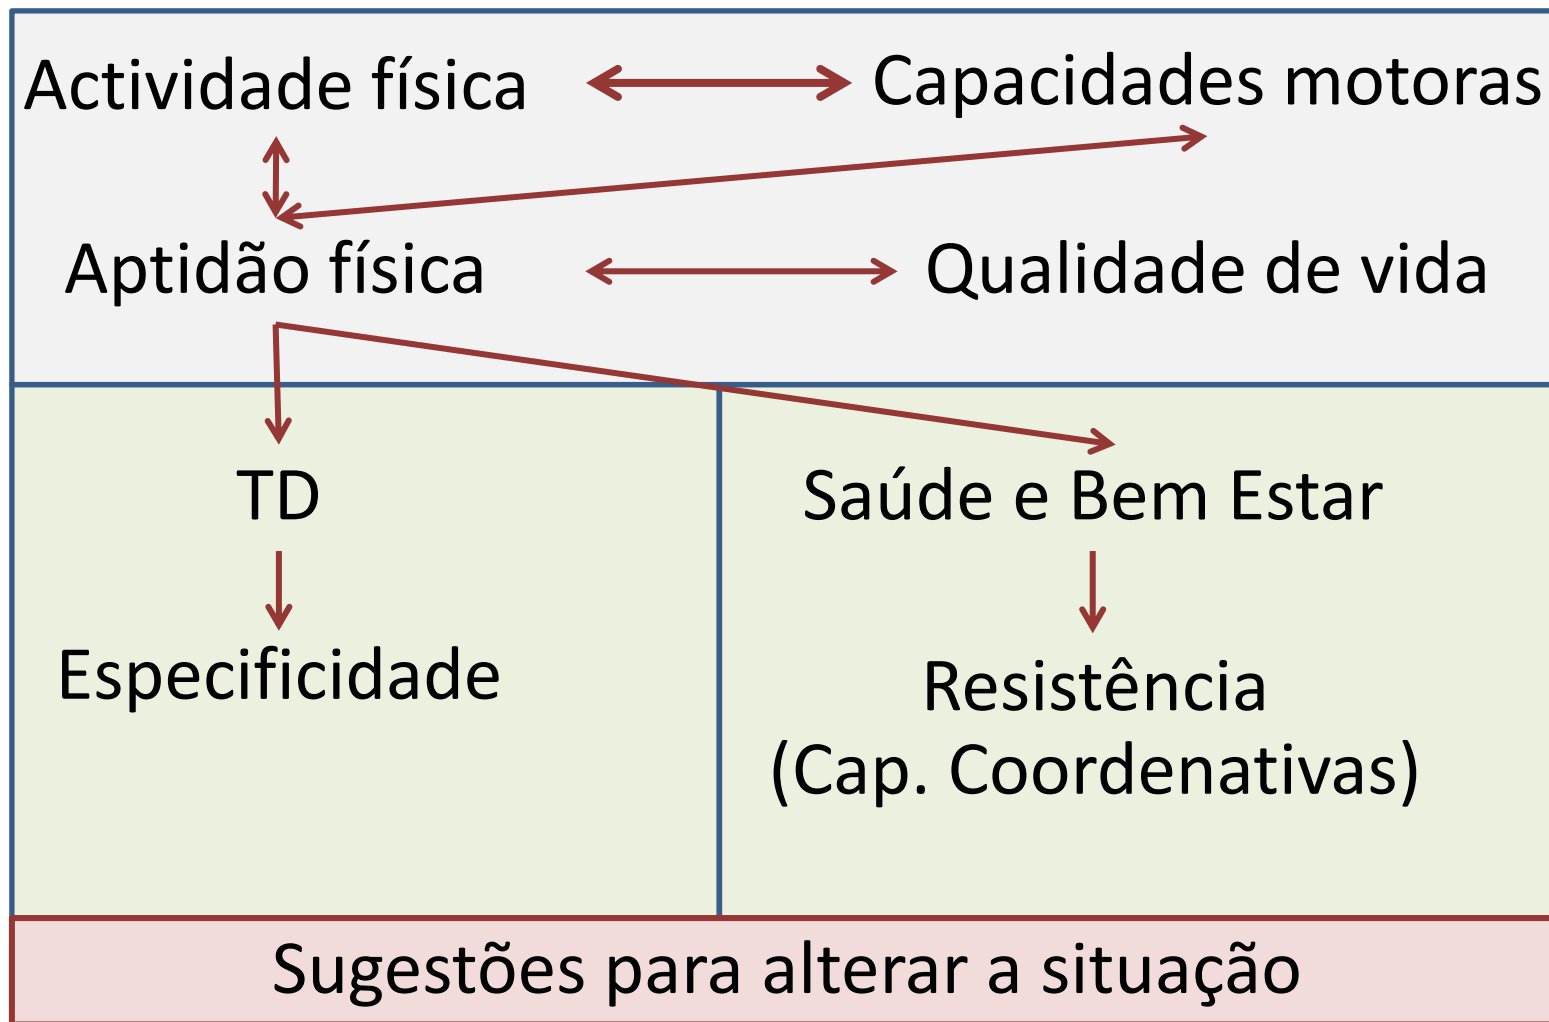 Actividade física
Capacidades motoras
Aptidão física
Qualidade de vida
TD
Saúde e Bem Estar
Especificidade
Resistência
(Cap. Coordenativas)
Sugestões para alterar a situação